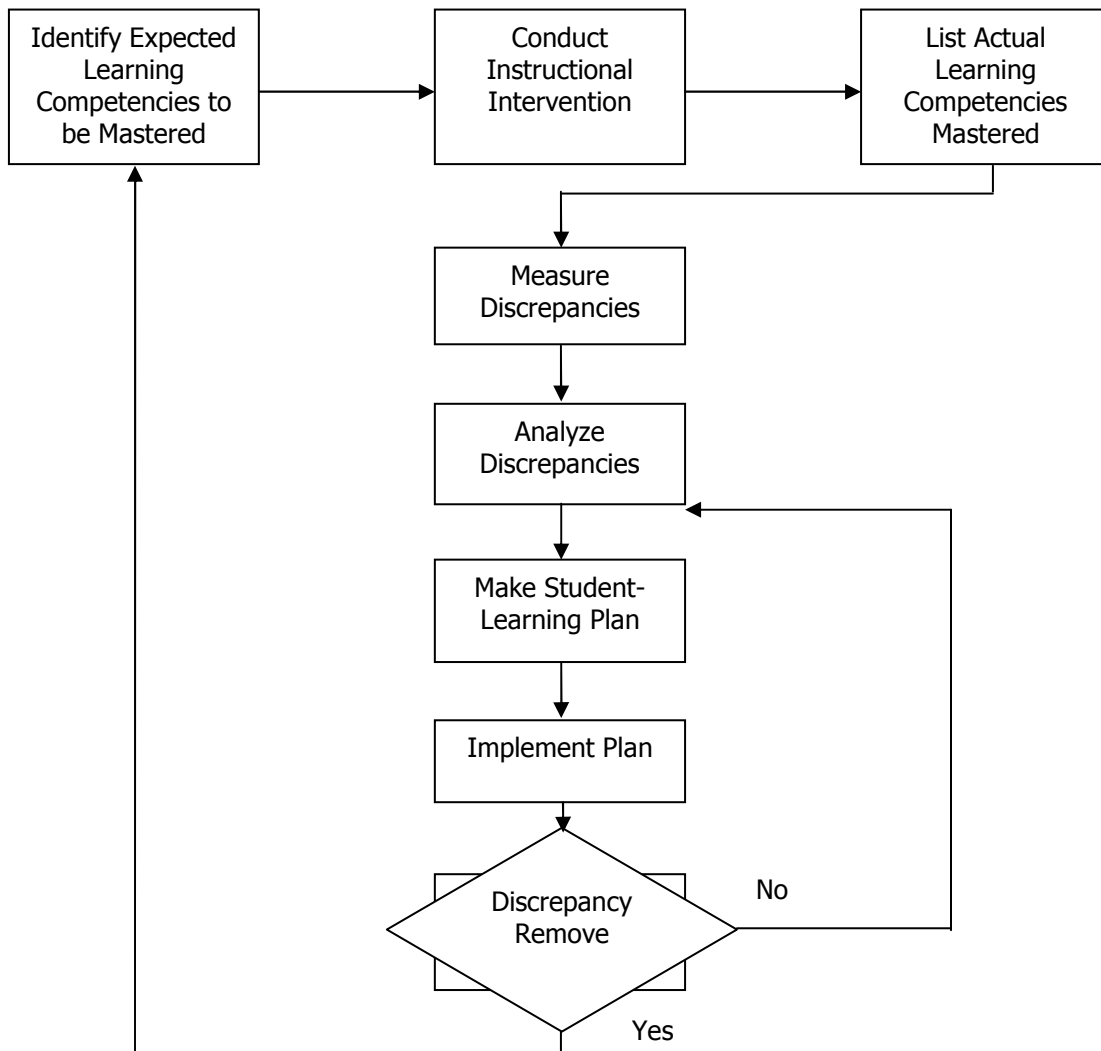 Identify Expected
Learning
Competencies to
be Mastered
Conduct
Instructional
Intervention
List Actual
Learning
Competencies
Mastered
Measure
Discrepancies
Analyze
Discrepancies
Make Student-
Learning Plan
Implement Plan
Discrepancy
Remove
No
Yes